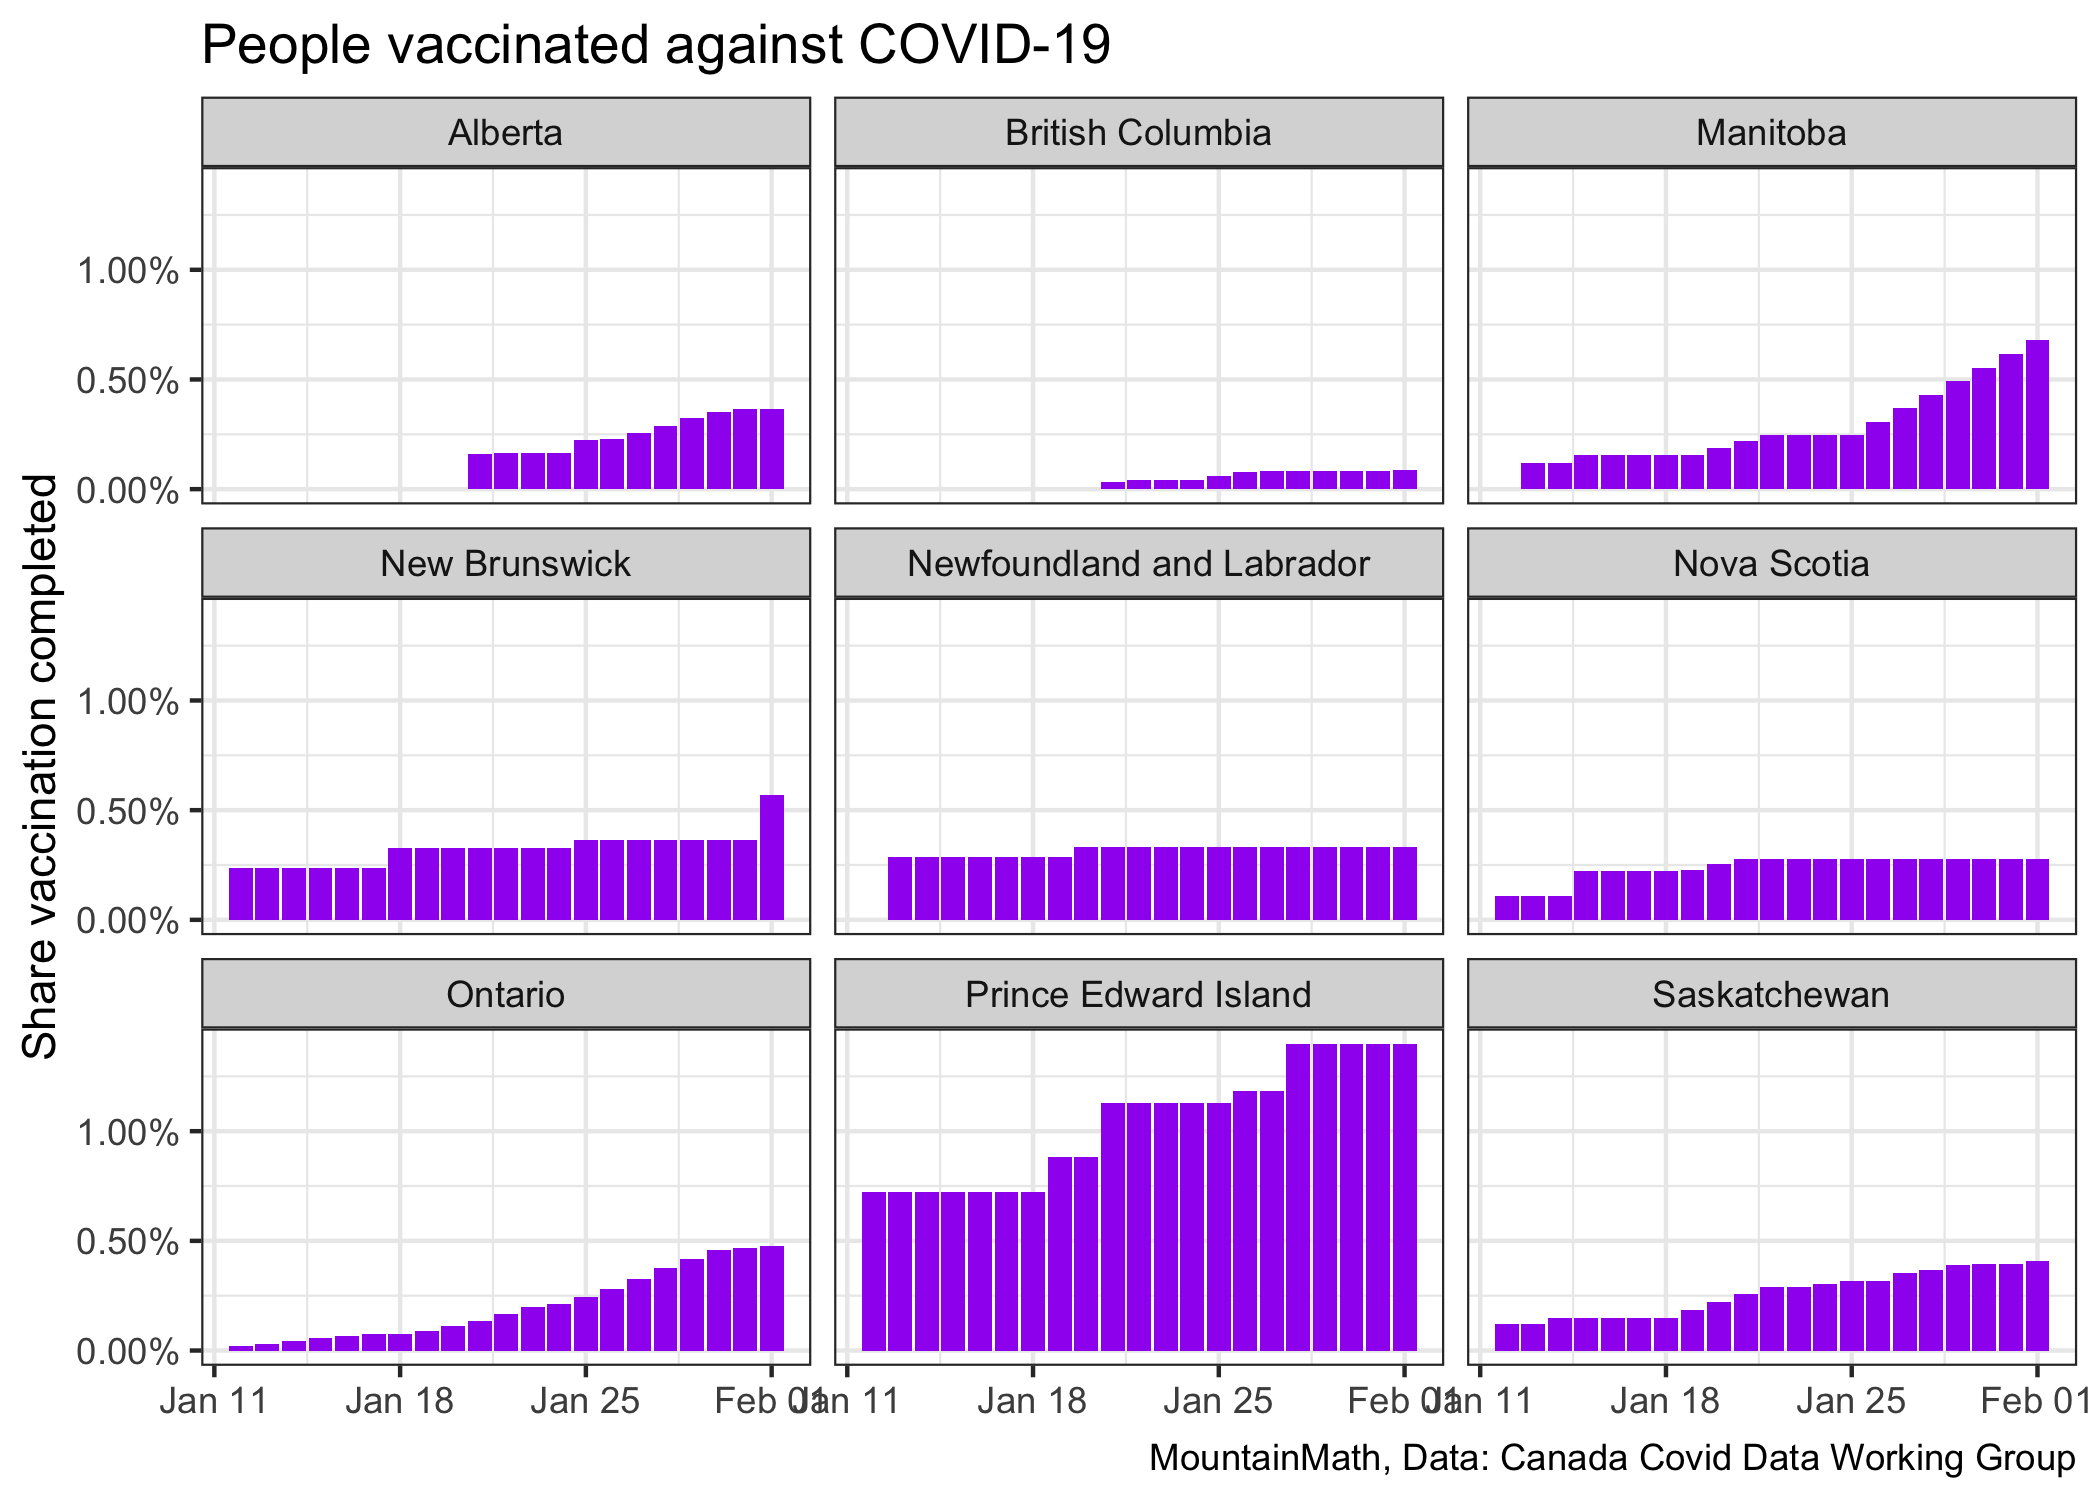 People vaccinated against COVID-19
Share vaccination completed
Alberta
British Columbia
Manitoba
1.00%
0.50%
0.00%
New Brunswick
Newfoundland and Labrador
Nova Scotia
1.00%
0.50%
0.00%
Ontario
Prince Edward Island
Saskatchewan
1.00%
0.50%
0.00%
Jan 11 Jan 18 Jan 25 Feb 01 Jan 11 Jan 18 Jan 25 Feb 01 Jan 11 Jan 18 Jan 25 Feb 01
MountainMath, Data: Canada Covid Data Working Group